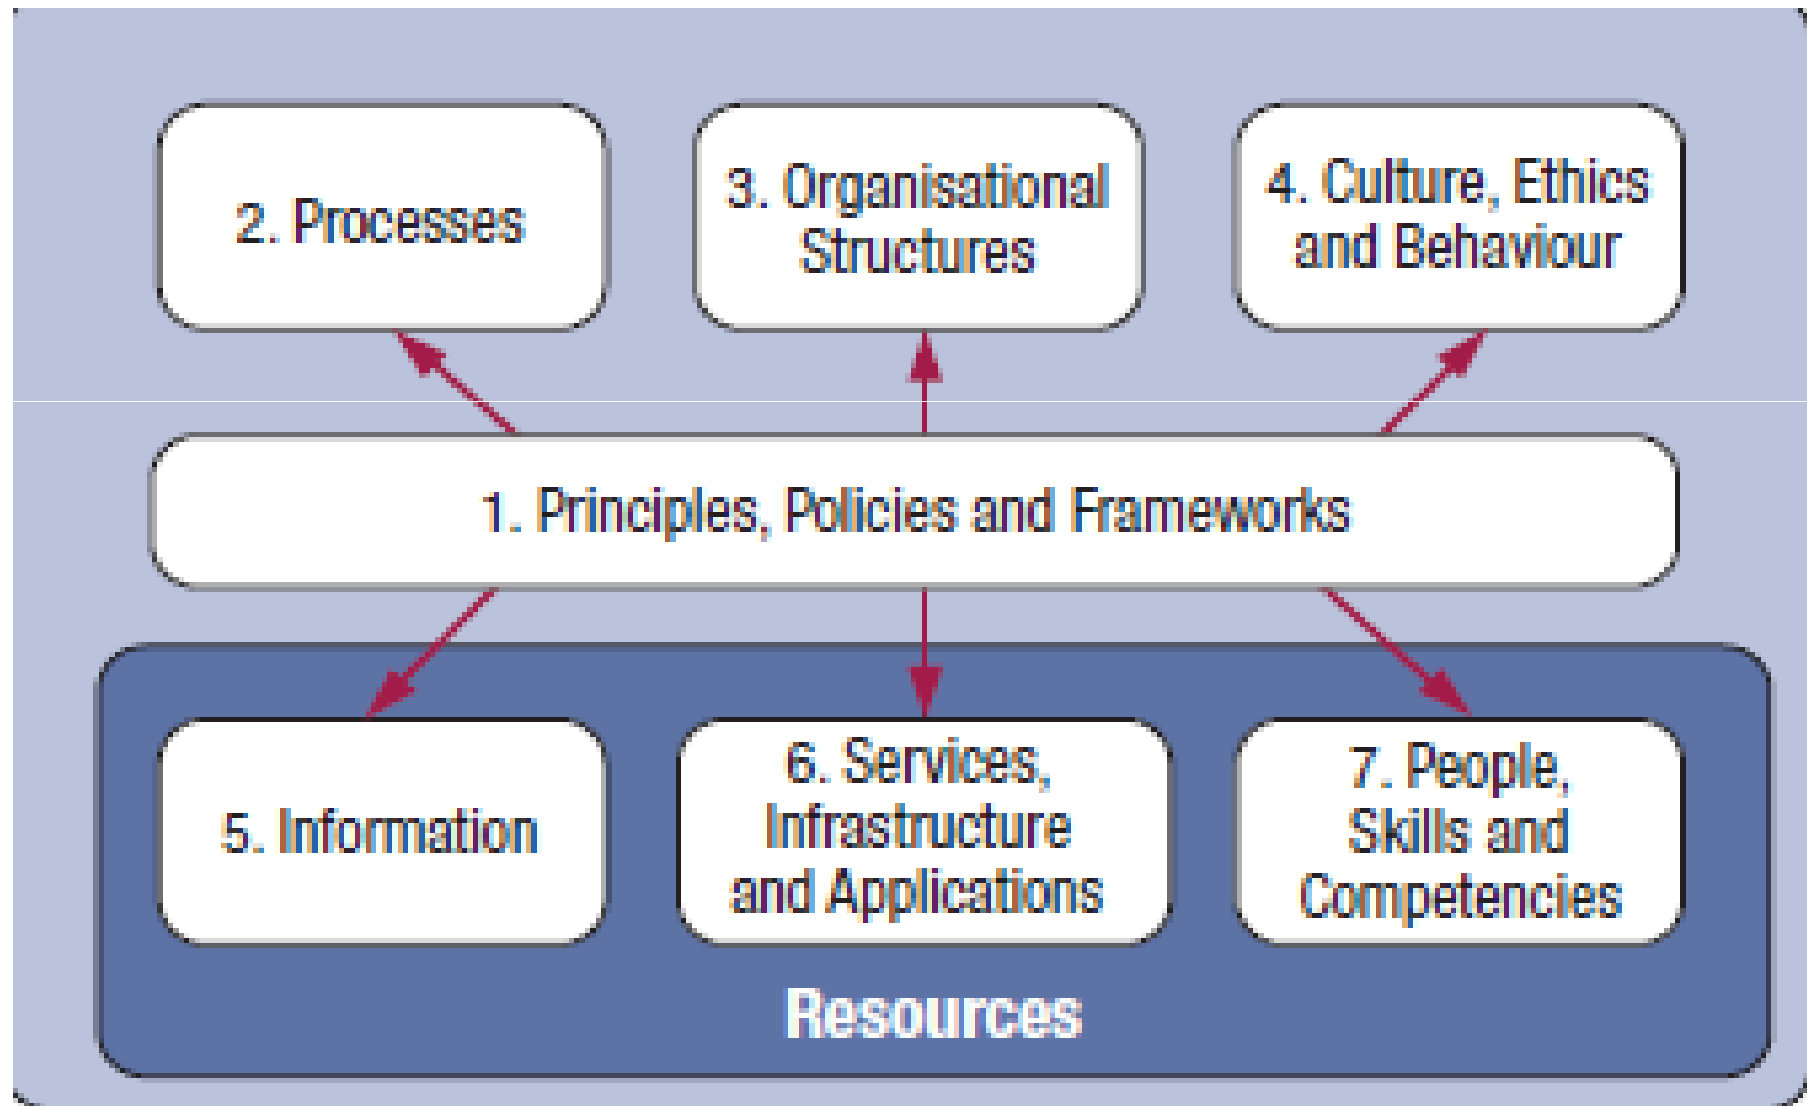 2. Processes
3. Organisational
Structures
4. Culture, Ethics
and Behaviour
1. Principles, Policies and Frameworks
5. Information
6. Services,
Infrastructure
and Applications
7. People,
Skills and
Competencies
Resources